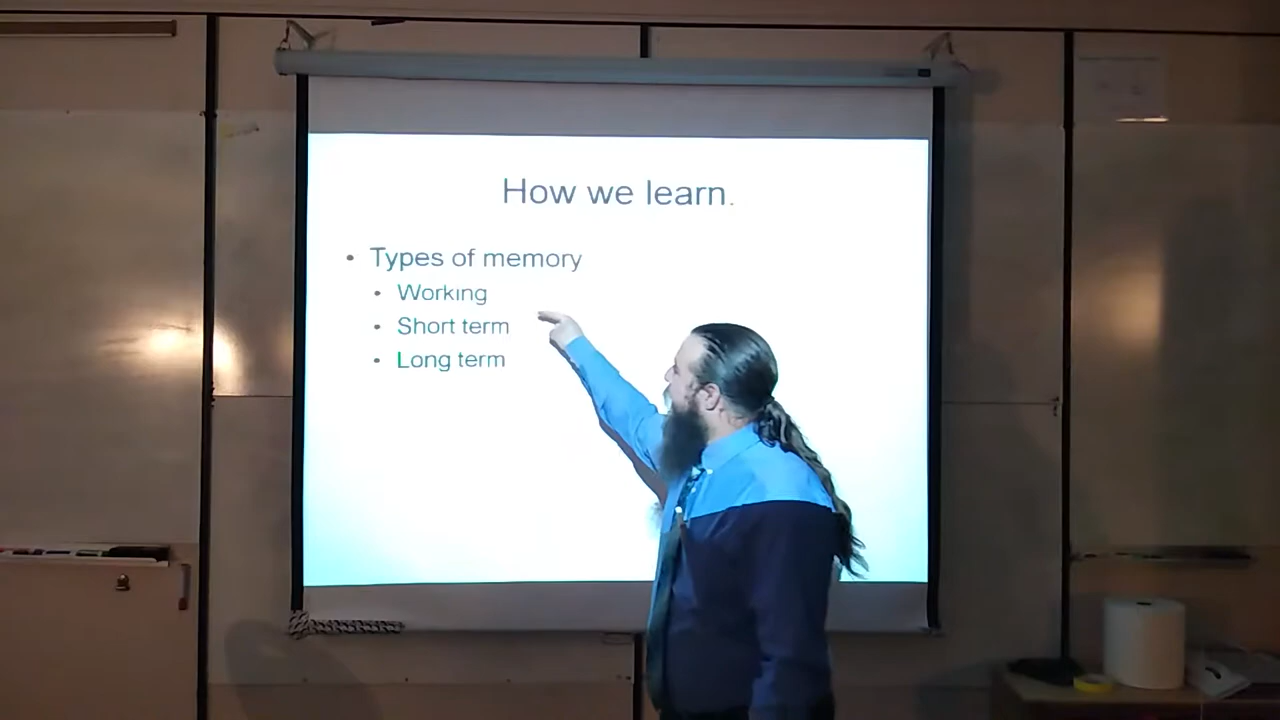 How we learn.
• Types of memory
• Working
• Short term
• Long term